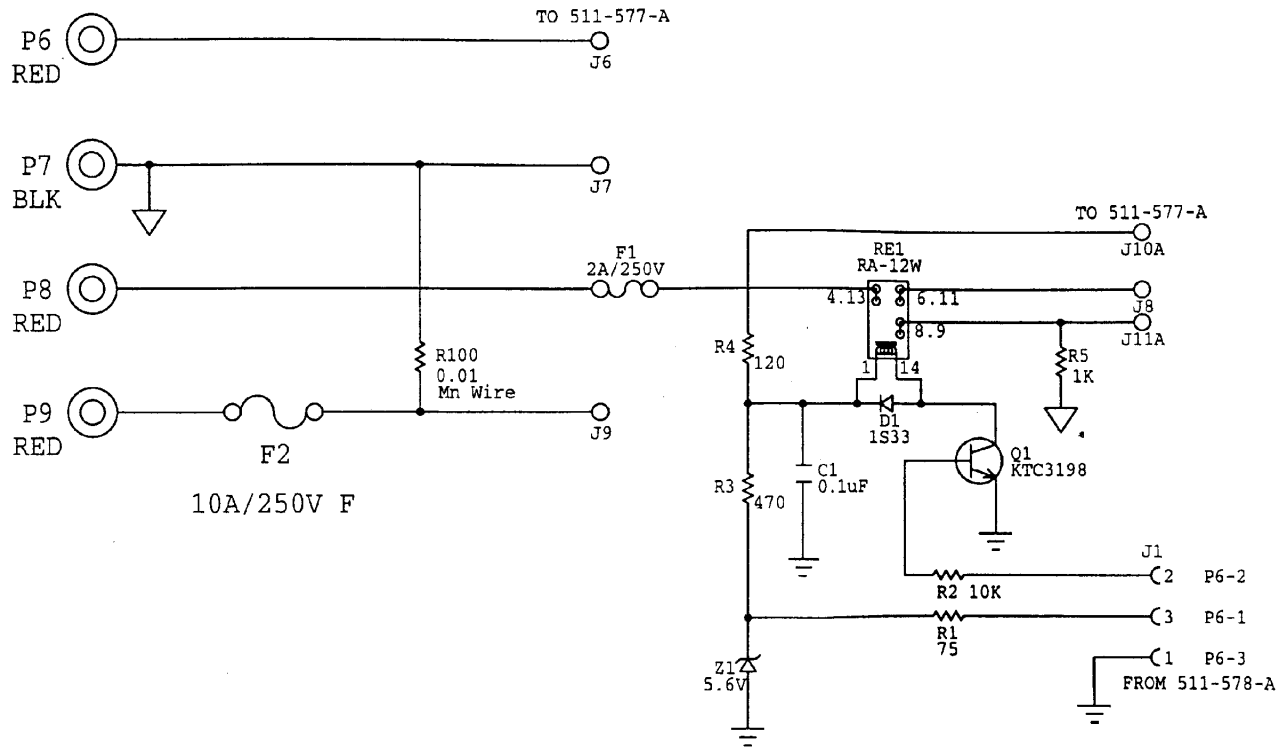 TO 511-577-A
P6
RED
J6
P7
BLK
J7
TO 511-577-A
J10A
RE1
RA-12W
F1
2A/250V
P8
RED
4.13
6.11
J8
8.9
J11A
R4
120
1
14
R5
1K
R100
0.01
Mn Wire
P9
RED
F2
J9
10A/250V F
D1
1S33
Q1
KTC3198
C1
0.1uF
R3
470
J1
R2 10K
2 P6-2
R1
75
3 P6-1
Z1
5.6V
1 P6-3
FROM 511-578-A